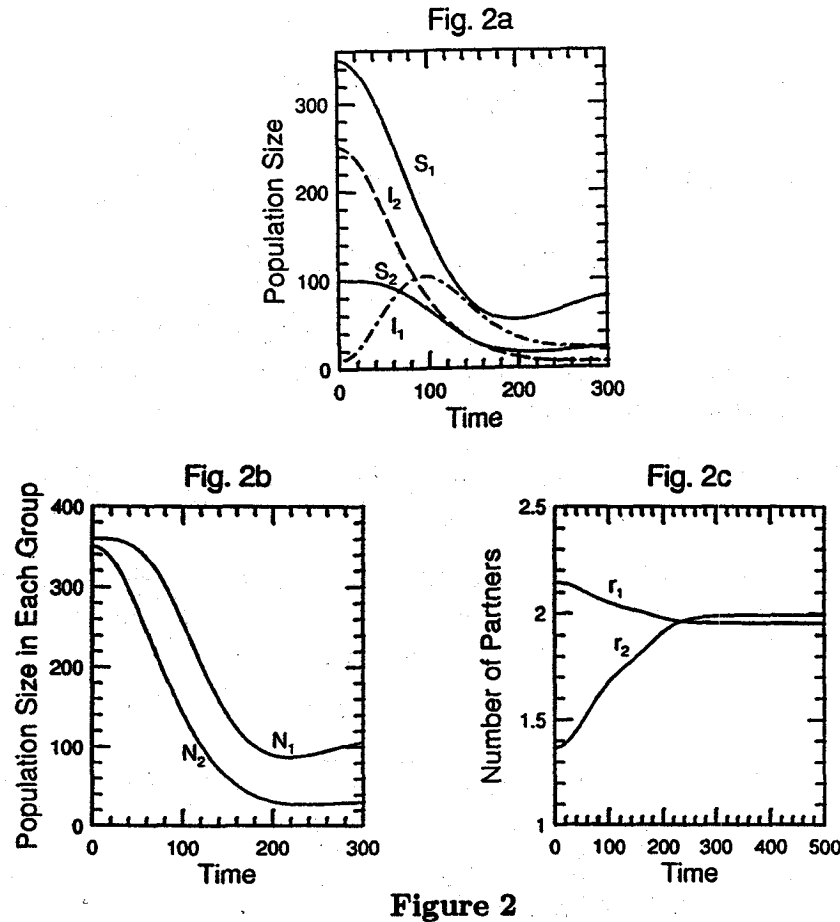 Fig. 2a
Population Size
300
200
100
0
S₁
I₂
S₂
I₁
0 100 200 300
Time
Fig. 2b
Population Size in Each Group
400
300
200
100
0
N₁
N₂
0 100 200 300
Time
Fig. 2c
Number of Partners
2.5
2
1.5
1
r₁
r₂
0 100 200 300 400 500
Time
Figure 2